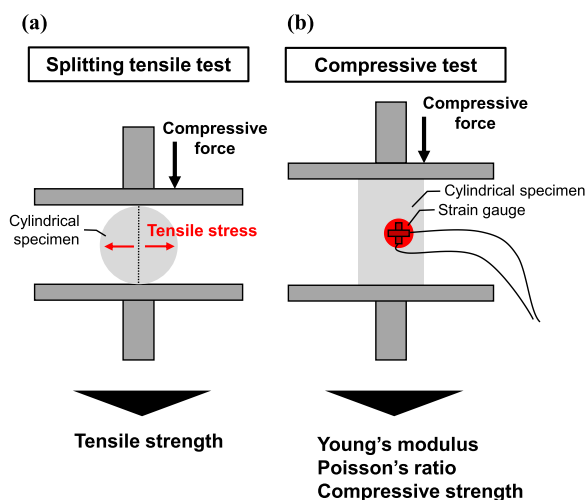 (a)
Splitting tensile test
Compressive
force
Cylindrical
specimen
Tensile stress
Tensile strength
(b)
Compressive test
Compressive
force
Cylindrical specimen
Strain gauge
Young's modulus
Poisson's ratio
Compressive strength